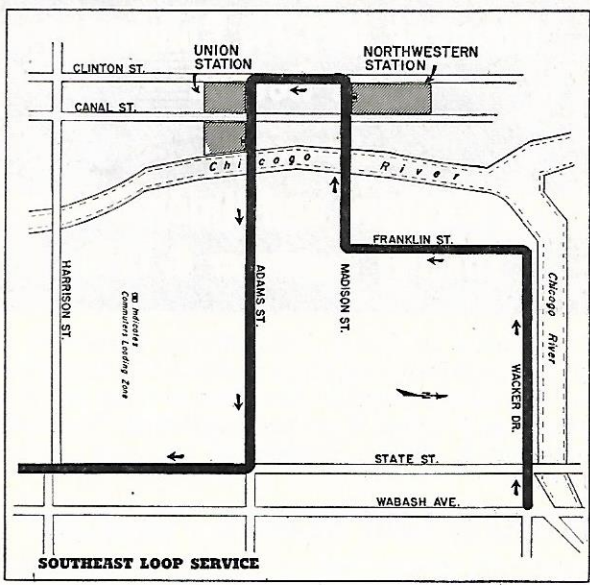 UNION
STATION
NORTHWESTERN
STATION
CLINTON ST.
CANAL ST.
Chicago River
FRANKLIN ST.
HARRISON ST.
Indicates
Commuters Loading Zone
ADAMS ST.
MADISON ST.
Chicago River
WACKER DR.
N
STATE ST.
WABASH AVE.
SOUTHEAST LOOP SERVICE